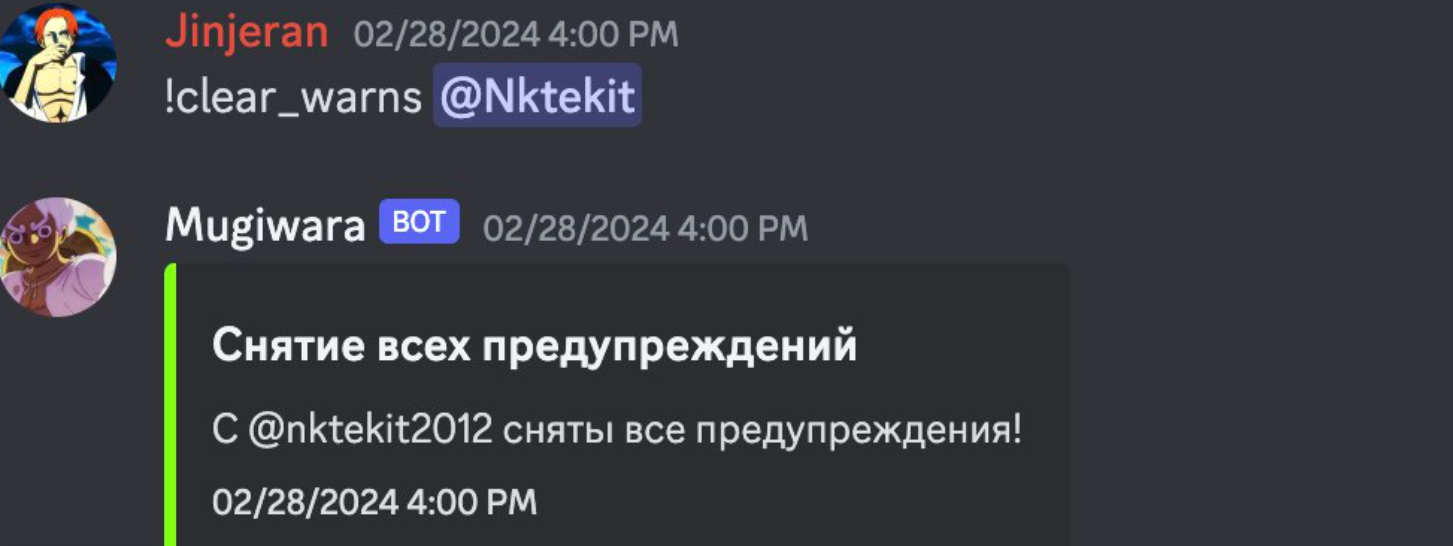 Jinjeran 02/28/2024 4:00 PM
!clear_warns @Nktekit
Mugiwara BOT 02/28/2024 4:00 PM
Снятие всех предупреждений
С @nktekit2012 сняты все предупреждения!
02/28/2024 4:00 PM